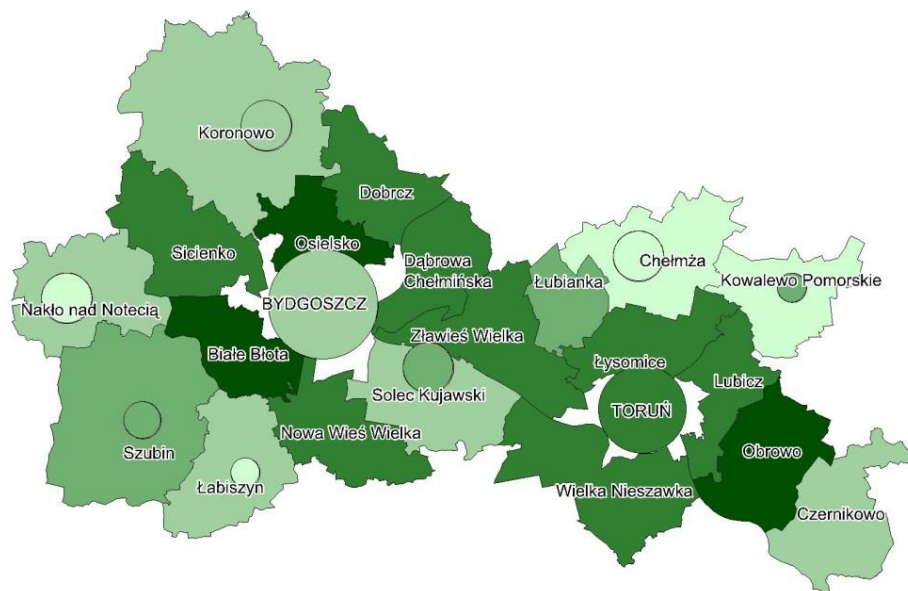 Koronowo
Dobrcz
Sicienko
Osielsko
Dąbrowa
Chełmińska
Łubianka
Chełmża
Kowalewo Pomorskie
Nakło nad Notecią
BYDGOSZCZ
Zławieś Wielka
Białe Błota
Łysomice
Solec Kujawski
Lubicz
TORUŃ
Nowa Wieś Wielka
Szubin
Obrowo
Łabiszyn
Wielka Nieszawka
Czernikowo